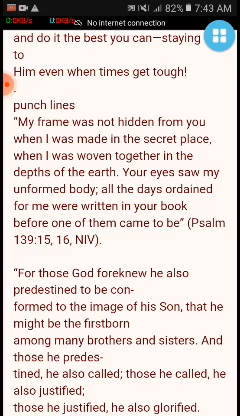 D: 0KB/s U: 0KB/s No internet connection 82% 7:43 AM
and do it the best you can—staying
to
Him even when times get tough!
.
punch lines
“My frame was not hidden from you
when I was made in the secret place,
when I was woven together in the
depths of the earth. Your eyes saw my
unformed body; all the days ordained
for me were written in your book
before one of them came to be” (Psalm
139:15, 16, NIV).
“For those God foreknew he also
predestined to be con-
formed to the image of his Son, that he
might be the firstborn
among many brothers and sisters. And
those he predes-
tined, he also called; those he called, he
also justified;
those he justified, he also glorified.